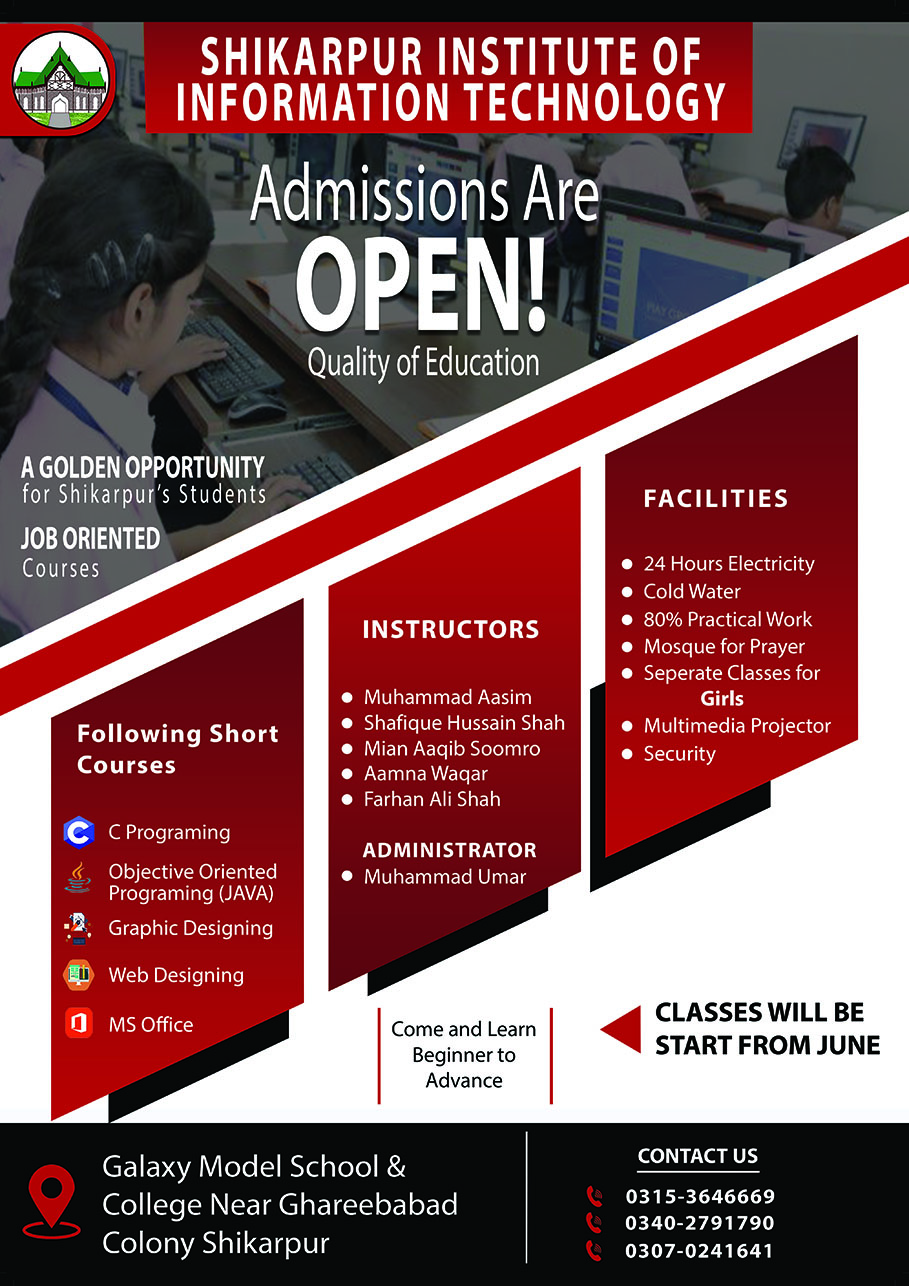 SHIKARPUR INSTITUTE OF
INFORMATION TECHNOLOGY
Admissions Are
OPEN!
Quality of Education
A GOLDEN OPPORTUNITY
for Shikarpur's Students
JOB ORIENTED
Courses
Following Short
Courses
C Programing
Objective Oriented
Programing (JAVA)
Graphic Designing
Web Designing
MS Office
INSTRUCTORS
Muhammad Aasim
Shafique Hussain Shah
Mian Aaqib Soomro
Aamna Waqar
Farhan Ali Shah
ADMINISTRATOR
Muhammad Umar
FACILITIES
24 Hours Electricity
Cold Water
80% Practical Work
Mosque for Prayer
Seperate Classes for
Girls
Multimedia Projector
Security
Come and Learn
Beginner to
Advance
CLASSES WILL BE
START FROM JUNE
Galaxy Model School &
College Near Ghareebabad
Colony Shikarpur
CONTACT US
0315-3646669
0340-2791790
0307-0241641